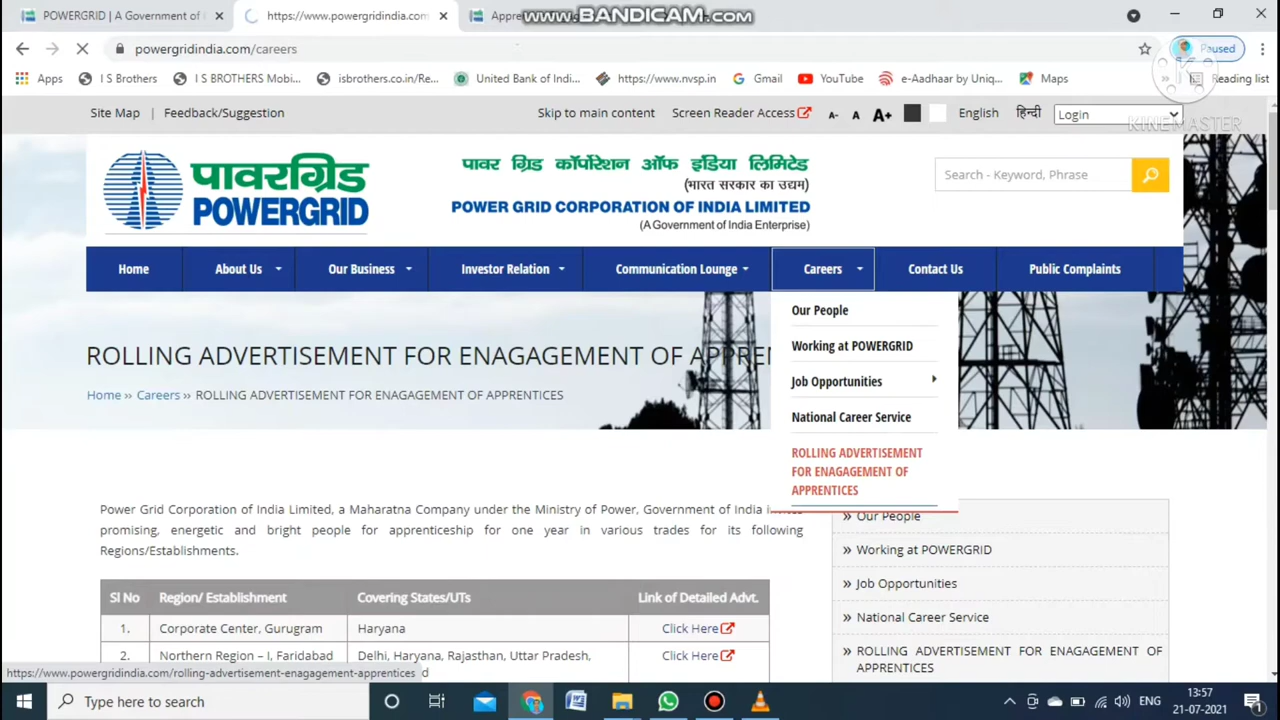 POWERGRID | A Government of
https://www.powergridindia.com
Appre
www.BANDICAM.com
powergridindia.com/careers
Paused
Apps
I S Brothers
I S BROTHERS Mobi...
isbrothers.co.in/Re...
United Bank of Indi...
https://www.nvsp.in
Gmail
YouTube
e-Aadhaar by Uniq...
Maps
Reading list
Site Map | Feedback/Suggestion
Skip to main content
Screen Reader Access
A- A A+
English
हिन्दी
Login
KINEMASTER
पावरग्रिड
POWERGRID
पावर ग्रिड कॉर्पोरेशन ऑफ इंडिया लिमिटेड
(भारत सरकार का उद्यम)
POWER GRID CORPORATION OF INDIA LIMITED
(A Government of India Enterprise)
Search - Keyword, Phrase
Home
About Us
Our Business
Investor Relation
Communication Lounge
Careers
Contact Us
Public Complaints
Our People
Working at POWERGRID
Job Opportunities
National Career Service
ROLLING ADVERTISEMENT
FOR ENAGAGEMENT OF
APPRENTICES
ROLLING ADVERTISEMENT FOR ENAGAGEMENT OF APPREN
Home » Careers » ROLLING ADVERTISEMENT FOR ENAGAGEMENT OF APPRENTICES
Power Grid Corporation of India Limited, a Maharatna Company under the Ministry of Power, Government of India
promising, energetic and bright people for apprenticeship for one year in various trades for its following
Regions/Establishments.
Sl No Region/ Establishment Covering States/UTs Link of Detailed Advt.
1. Corporate Center, Gurugram Haryana Click Here
2. Northern Region – I, Faridabad Delhi, Haryana, Rajasthan, Uttar Pradesh, Click Here
» Our People
» Working at POWERGRID
» Job Opportunities
» National Career Service
» ROLLING ADVERTISEMENT FOR ENAGAGEMENT OF
APPRENTICES
https://www.powergridindia.com/rolling-advertisement-enagagement-apprentices
Type here to search
ENG
13:57
21-07-2021
1